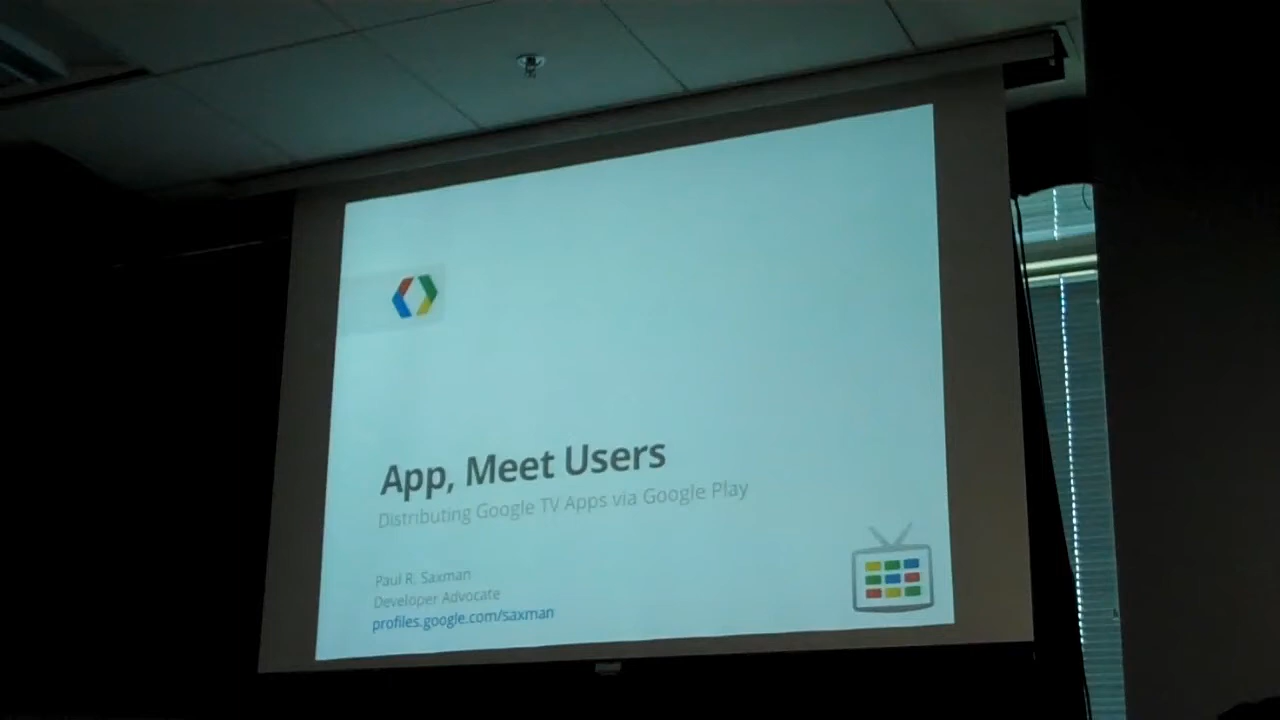 App, Meet Users
Distributing Google TV Apps via Google Play
Paul R. Saxman
Developer Advocate
profiles.google.com/saxman